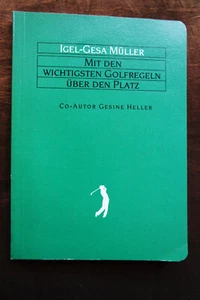 IGEL-GESA MÜLLER
MIT DEN
WICHTIGSTEN GOLFREGELN
ÜBER DEN PLATZ
CO-AUTOR GESINE HELLER